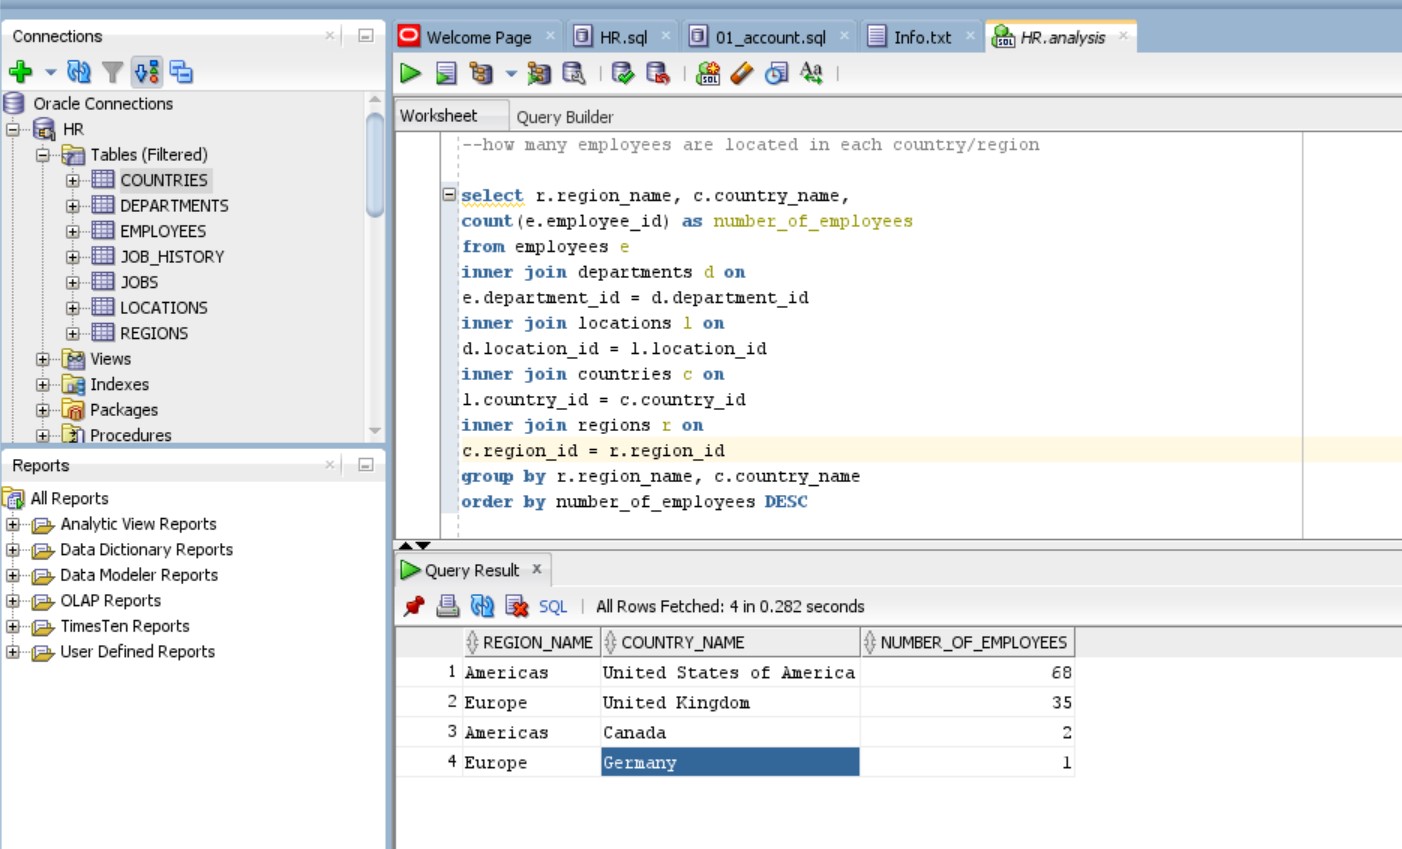 Connections
Oracle Connections
HR
Tables (Filtered)
COUNTRIES
DEPARTMENTS
EMPLOYEES
JOB_HISTORY
JOBS
LOCATIONS
REGIONS
Views
Indexes
Packages
Procedures
Reports
All Reports
Analytic View Reports
Data Dictionary Reports
Data Modeler Reports
OLAP Reports
TimesTen Reports
User Defined Reports
Welcome Page HR.sql 01_account.sql Info.txt HR.analysis
Worksheet Query Builder
--how many employees are located in each country/region
select r.region_name, c.country_name,
count(e.employee_id) as number_of_employees
from employees e
inner join departments d on
e.department_id = d.department_id
inner join locations l on
d.location_id = l.location_id
inner join countries c on
l.country_id = c.country_id
inner join regions r on
c.region_id = r.region_id
group by r.region_name, c.country_name
order by number_of_employees DESC
Query Result x
SQL | All Rows Fetched: 4 in 0.282 seconds
REGION_NAME COUNTRY_NAME NUMBER_OF_EMPLOYEES
1 Americas United States of America 68
2 Europe United Kingdom 35
3 Americas Canada 2
4 Europe Germany 1